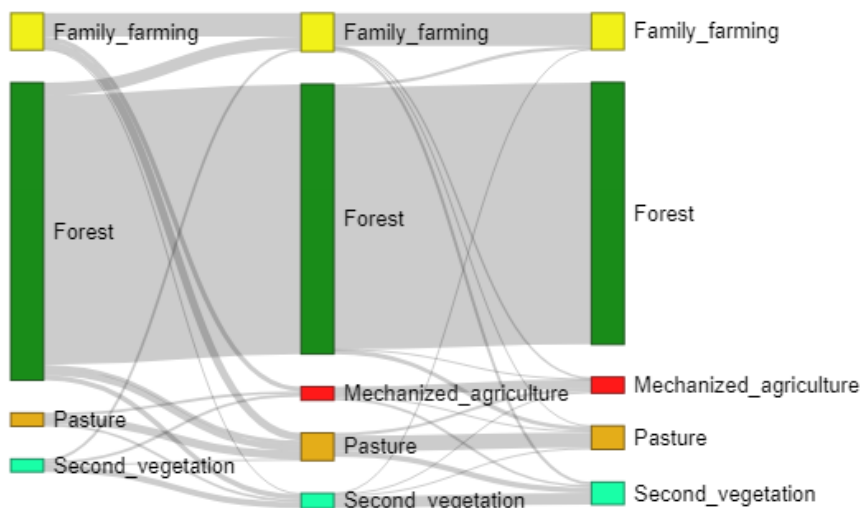 Family_farming
Forest
Pasture
Second_vegetation
Family_farming
Forest
Mechanized_agriculture
Pasture
Second_vegetation
Family_farming
Forest
Mechanized_agriculture
Pasture
Second_vegetation